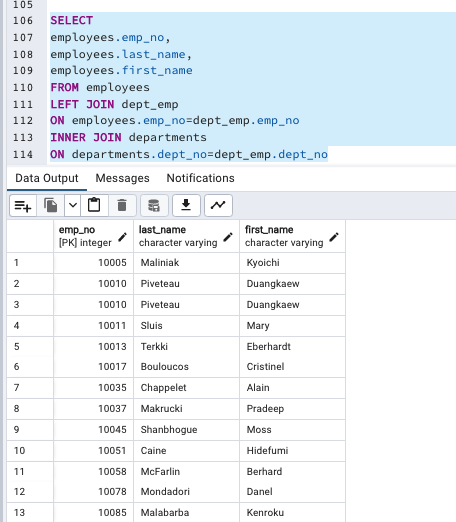 105
106 SELECT
107 employees.emp_no,
108 employees.last_name,
109 employees.first_name
110 FROM employees
111 LEFT JOIN dept_emp
112 ON employees.emp_no=dept_emp.emp_no
113 INNER JOIN departments
114 ON departments.dept_no=dept_emp.dept_no
Data Output Messages Notifications
emp_no last_name first_name
[PK] integer character varying character varying
1 10005 Maliniak Kyoichi
2 10010 Piveteau Duangkaew
3 10010 Piveteau Duangkaew
4 10011 Sluis Mary
5 10013 Terkki Eberhardt
6 10017 Bouloucos Cristinel
7 10035 Chappelet Alain
8 10037 Makrucki Pradeep
9 10045 Shanbhogue Moss
10 10051 Caine Hidefumi
11 10058 McFarlin Berhard
12 10078 Mondadori Danel
13 10085 Malabarba Kenroku